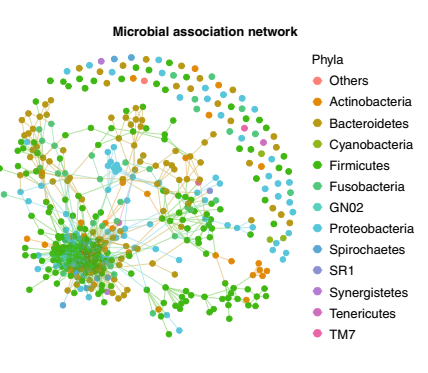 Microbial association network
Phyla
Others
Actinobacteria
Bacteroidetes
Cyanobacteria
Firmicutes
Fusobacteria
GN02
Proteobacteria
Spirochaetes
SR1
Synergistetes
Tenericutes
TM7